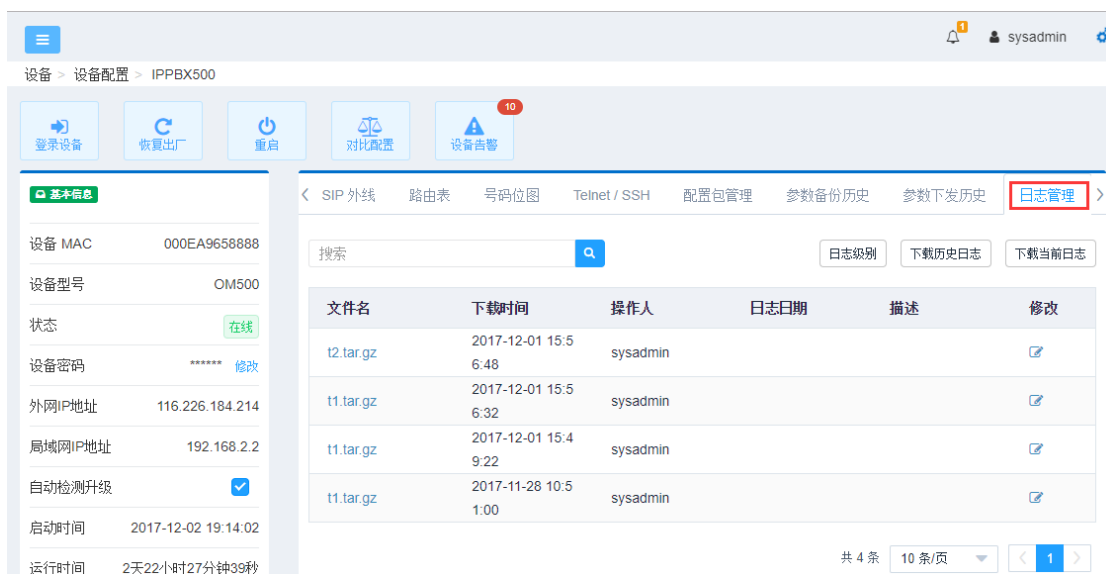 1
sysadmin
设备 > 设备配置 > IPPBX500
登录设备
恢复出厂
重启
对比配置
10
设备告警
基本信息
设备 MAC 000EA9658888
设备型号 OM500
状态 在线
设备密码 ****** 修改
外网IP地址 116.226.184.214
局域网IP地址 192.168.2.2
自动检测升级
启动时间 2017-12-02 19:14:02
运行时间 2天22小时27分钟39秒
SIP 外线 路由表 号码位图 Telnet / SSH 配置包管理 参数备份历史 参数下发历史 日志管理
搜索 日志级别 下载历史日志 下载当前日志
文件名 下载时间 操作人 日志日期 描述 修改
t2.tar.gz 2017-12-01 15:5
6:48 sysadmin
t1.tar.gz 2017-12-01 15:5
6:32 sysadmin
t1.tar.gz 2017-12-01 15:4
9:22 sysadmin
t1.tar.gz 2017-11-28 10:5
1:00 sysadmin
共 4 条 10 条/页 < 1 >